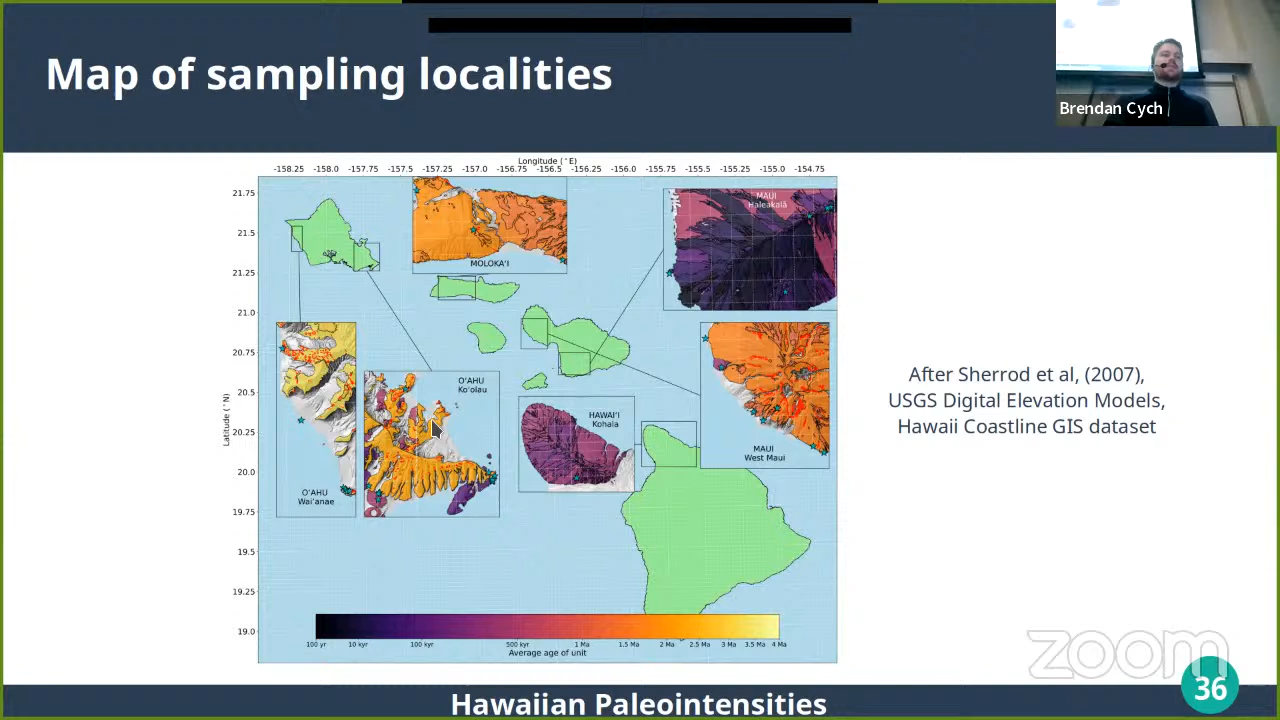 Map of sampling localities
Brendan Cych
Longitude (°E)
-158.25 -158.0 -157.75 -157.5 -157.25 -157.0 -156.75 -156.5 -156.25 -156.0 -155.75 -155.5 -155.25 -155.0 -154.75
21.75
21.5
21.25
21.0
20.75
20.5
20.25
20.0
19.75
19.5
19.25
19.0
Latitude (°N)
MOLOKA'I
MAUI
Haleakalā
O'AHU
Ko'olau
HAWAI'I
Kohala
MAUI
West Maui
O'AHU
Wai'anae
After Sherrod et al, (2007),
USGS Digital Elevation Models,
Hawaii Coastline GIS dataset
100 yr 10 kyr 100 kyr 500 kyr 1 Ma 1.5 Ma 2 Ma 2.5 Ma 3 Ma 3.5 Ma 4 Ma
Average age of unit
zoom
36
Hawaiian Paleointensities